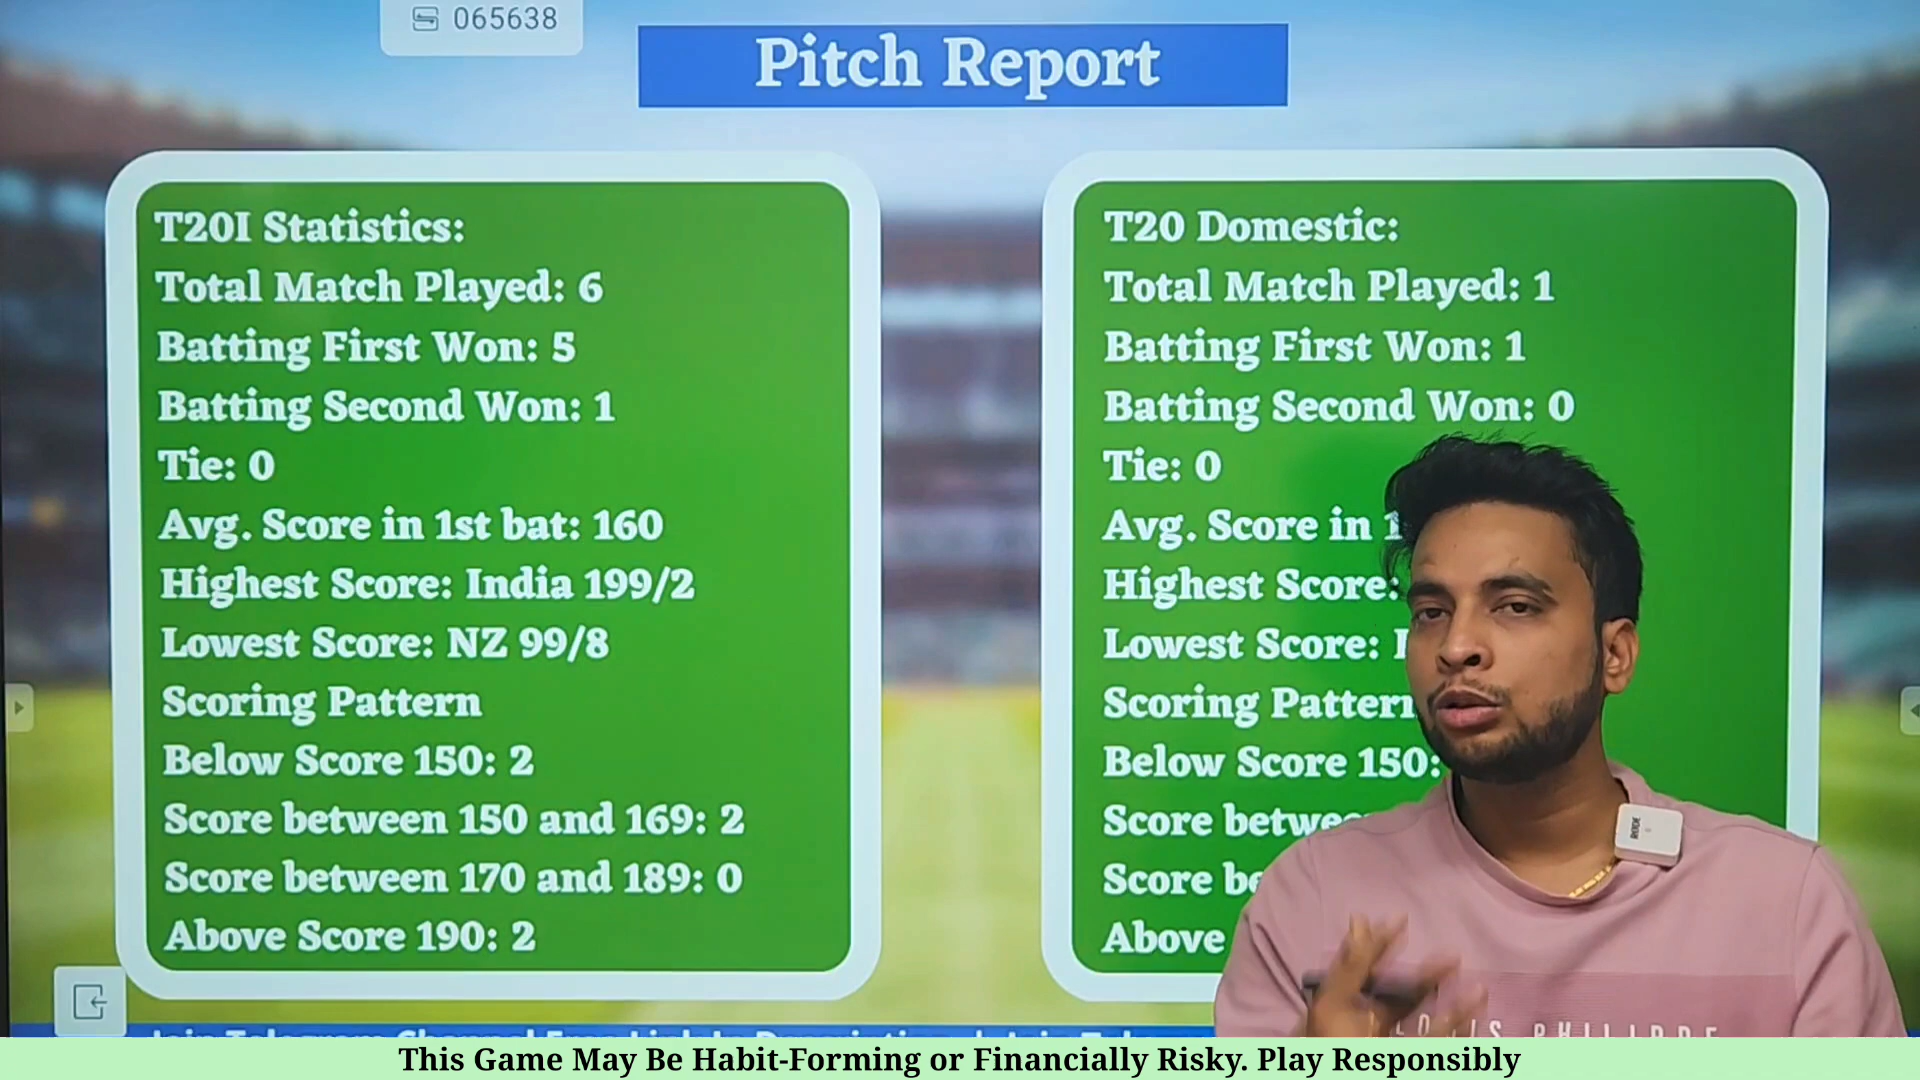 065638
Pitch Report
T20I Statistics:
Total Match Played: 6
Batting First Won: 5
Batting Second Won: 1
Tie: 0
Avg. Score in 1st bat: 160
Highest Score: India 199/2
Lowest Score: NZ 99/8
Scoring Pattern
Below Score 150: 2
Score between 150 and 169: 2
Score between 170 and 189: 0
Above Score 190: 2
T20 Domestic:
Total Match Played: 1
Batting First Won: 1
Batting Second Won: 0
Tie: 0
Avg. Score in
Highest Score:
Lowest Score:
Scoring Pattern
Below Score 150:
Score
Score
Above
RODE
Join Telegram Channel
This Game May Be Habit-Forming or Financially Risky. Play Responsibly